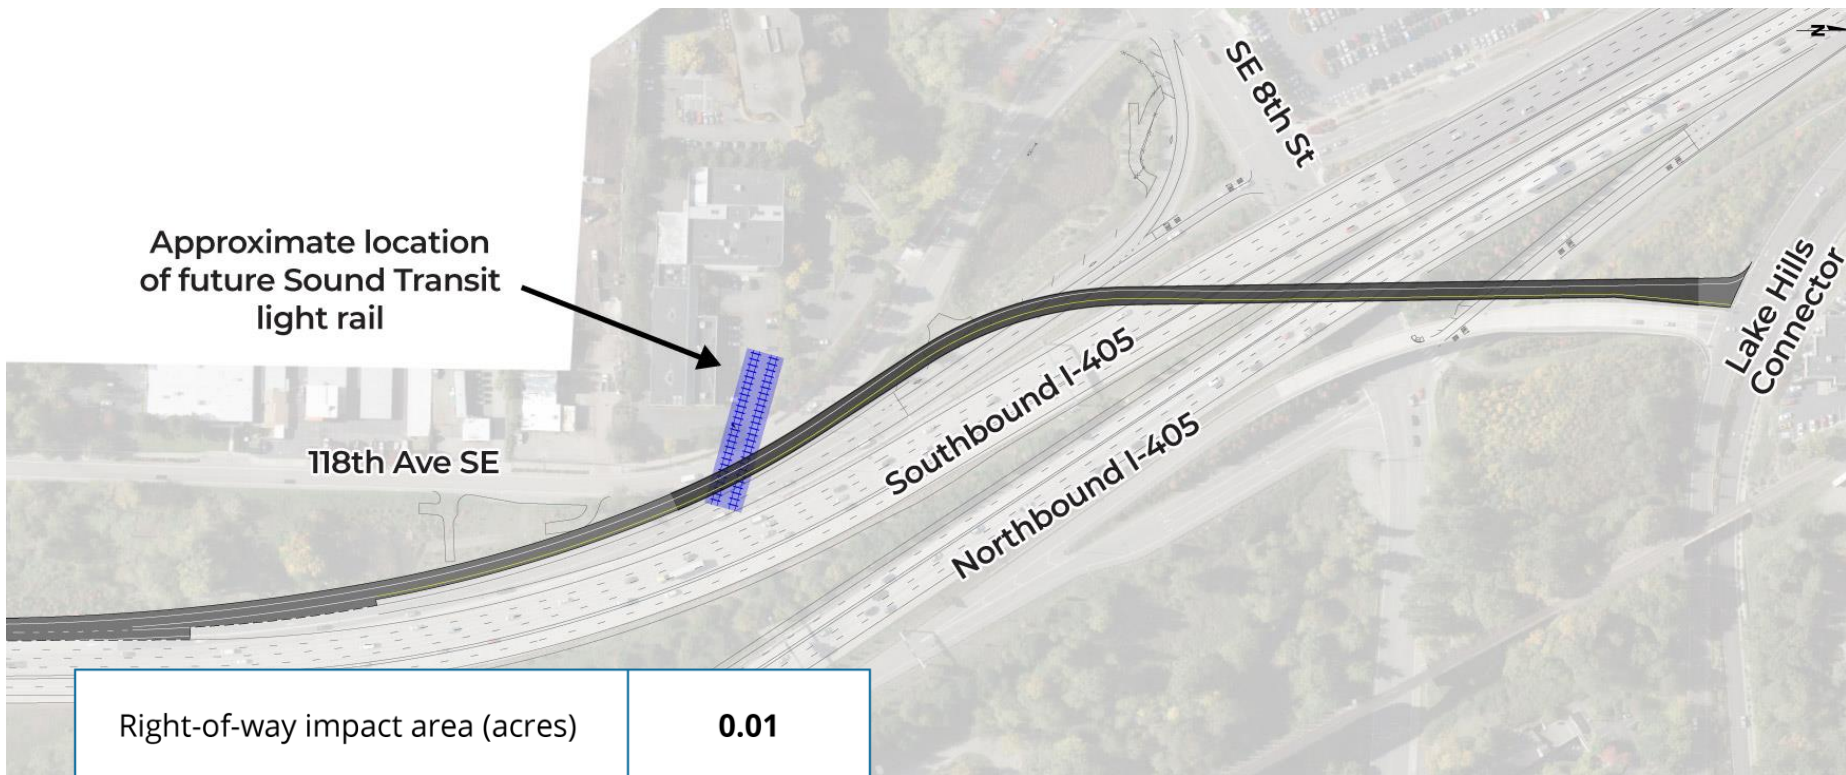 N
SE 8th St
Approximate location
of future Sound Transit
light rail
Lake Hills
Connector
Southbound I-405
118th Ave SE
Northbound I-405
Right-of-way impact area (acres)
0.01